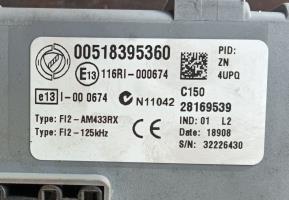 FIAT
00518395360
PID:
ZN
4UPQ
E13 116RI-000674
e13 I-00 0674
N11042
C150
28169539
Type: FI2-AM433RX
IND: 01 L2
Type: FI2-125kHz
Date: 18908
S/N: 32226430